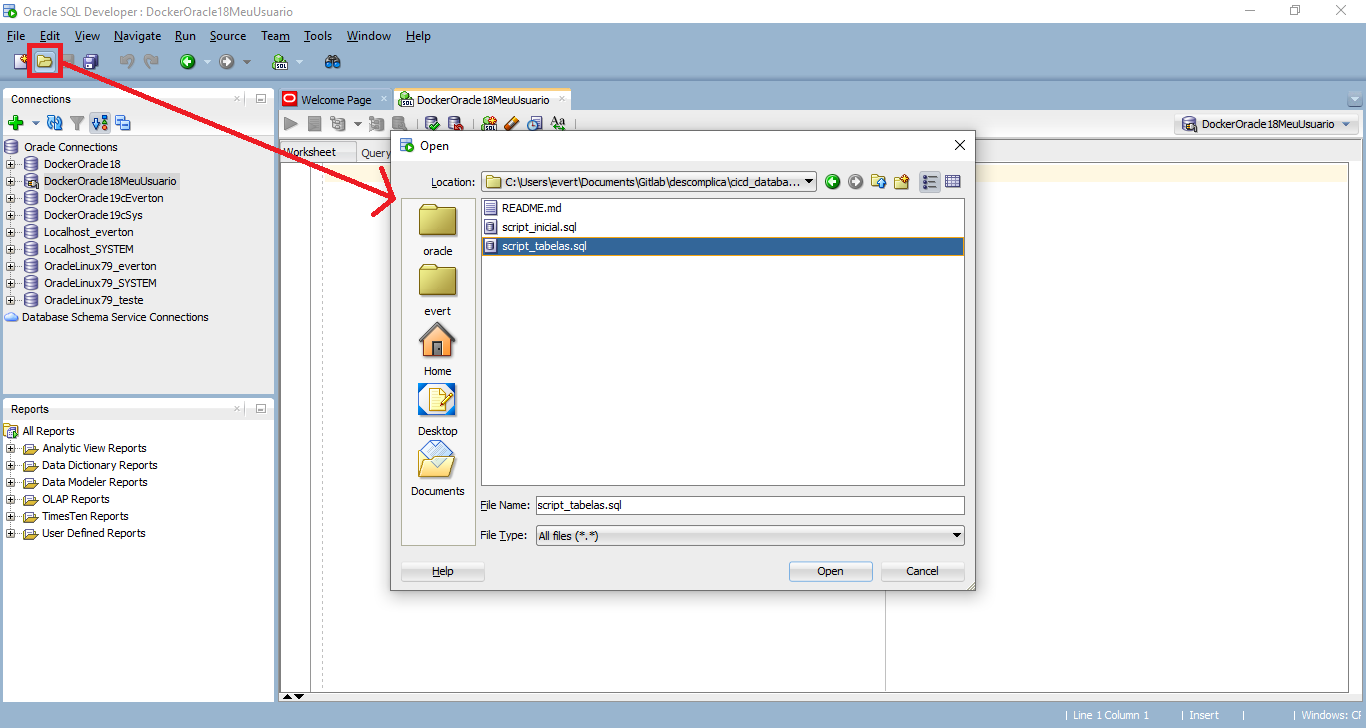 Oracle SQL Developer : DockerOracle18MeuUsuario
File Edit View Navigate Run Source Team Tools Window Help
Connections
Oracle Connections
DockerOracle18
DockerOracle18MeuUsuario
DockerOracle19cEverton
DockerOracle19cSys
Localhost_everton
Localhost_SYSTEM
OracleLinux79_everton
OracleLinux79_SYSTEM
OracleLinux79_teste
Database Schema Service Connections
Reports
All Reports
Analytic View Reports
Data Dictionary Reports
Data Modeler Reports
OLAP Reports
TimesTen Reports
User Defined Reports
Welcome Page
DockerOracle18MeuUsuario
SQL
Aa
DockerOracle18MeuUsuario
Worksheet Query
Open
Location: C:\Users\evert\Documents\Gitlab\descomplica\cicd_databa...
oracle
evert
Home
Desktop
Documents
README.md
script_inicial.sql
script_tabelas.sql
File Name: script_tabelas.sql
File Type: All files (*.*)
Help
Open
Cancel
Line 1 Column 1
Insert
Windows: CF